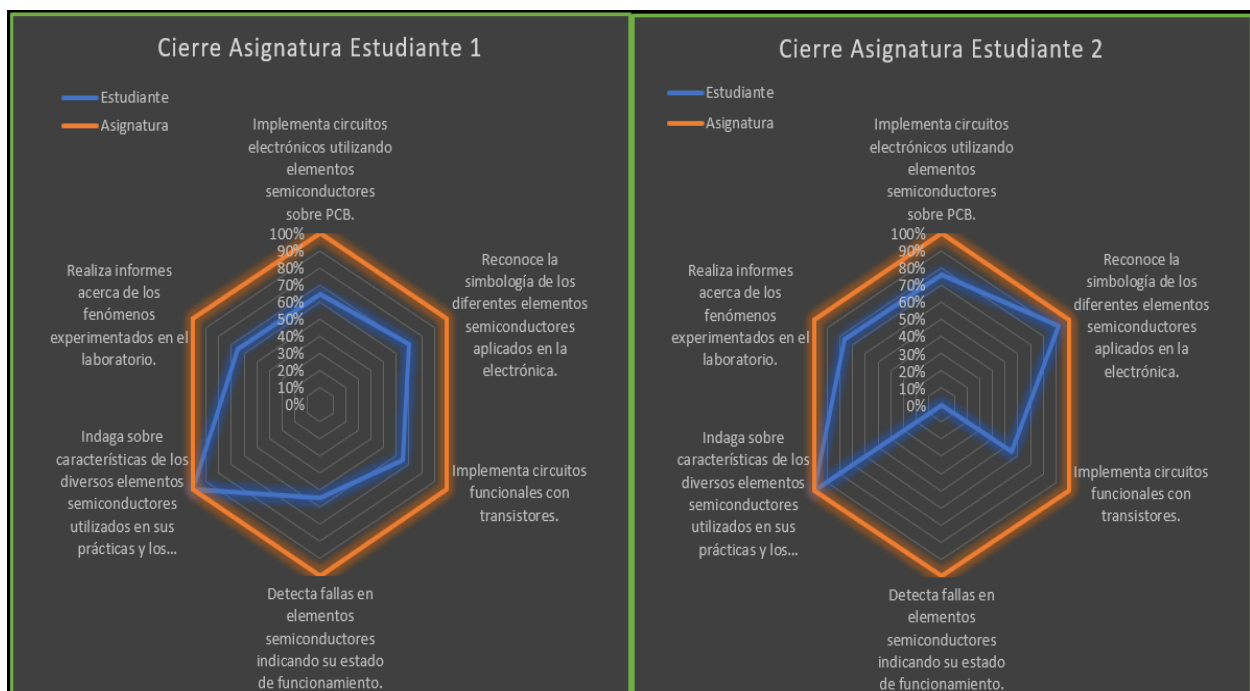 Cierre Asignatura Estudiante 1
Estudiante
Asignatura
Implementa circuitos
electrónicos utilizando
elementos
semiconductores
sobre PCB.
100%
90%
80%
70%
60%
50%
40%
30%
20%
10%
0%
Reconoce la
simbología de los
diferentes elementos
semiconductores
aplicados en la
electrónica.
Implementa circuitos
funcionales con
transistores.
Detecta fallas en
elementos
semiconductores
indicando su estado
de funcionamiento.
Indaga sobre
características de los
diversos elementos
semiconductores
utilizados en sus
prácticas y los...
Realiza informes
acerca de los
fenómenos
experimentados en el
laboratorio.
Cierre Asignatura Estudiante 2
Estudiante
Asignatura
Implementa circuitos
electrónicos utilizando
elementos
semiconductores
sobre PCB.
100%
90%
80%
70%
60%
50%
40%
30%
20%
10%
0%
Reconoce la
simbología de los
diferentes elementos
semiconductores
aplicados en la
electrónica.
Implementa circuitos
funcionales con
transistores.
Detecta fallas en
elementos
semiconductores
indicando su estado
de funcionamiento.
Indaga sobre
características de los
diversos elementos
semiconductores
utilizados en sus
prácticas y los...
Realiza informes
acerca de los
fenómenos
experimentados en el
laboratorio.